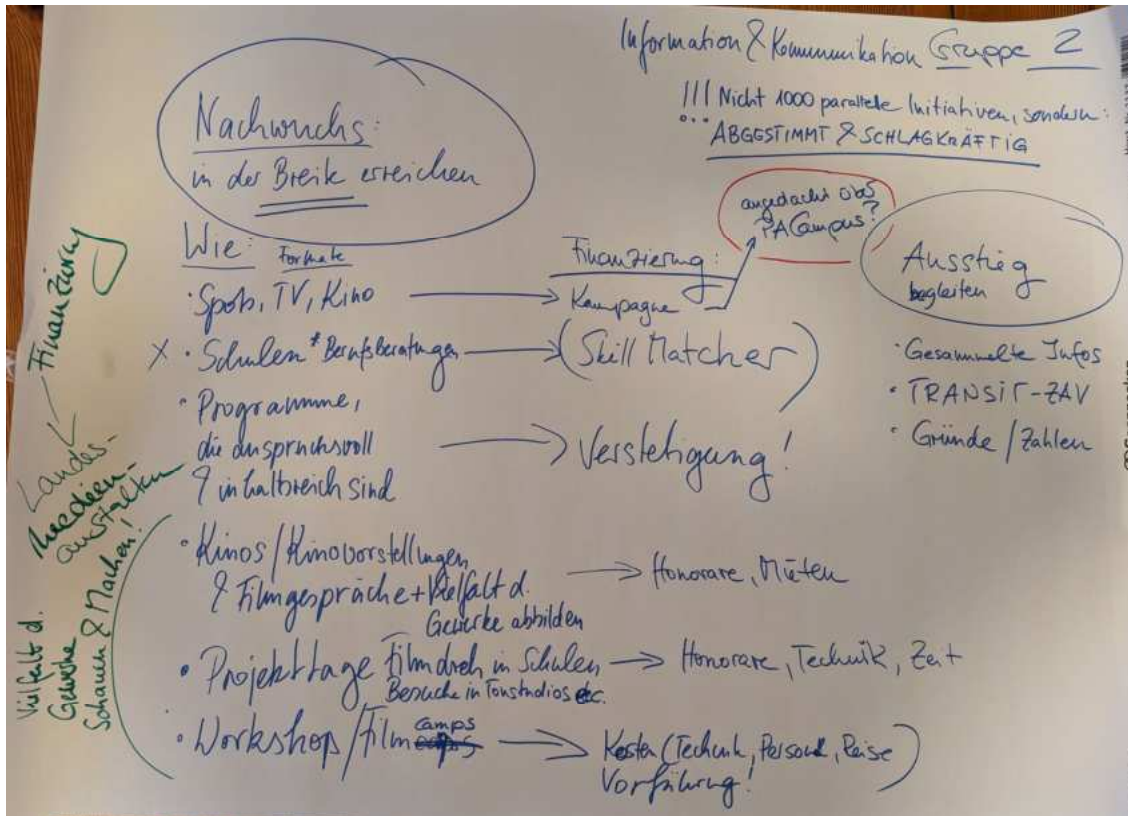 Information & Kommunikation Gruppe 2
!!! Nicht 1000 parallele Initiativen, sondern:
ABGESTIMMT & SCHLAGKRÄFTIG
Nachwuchs:
in der Breite erreichen
angedacht über
PA Campus?
Ausstieg
begleiten
• Gesammelte Infos
• TRANSIT-ZAV
• Gründe / Zahlen
Wie: Formate
Finanzierung:
• Spots, TV, Kino
Kampagne
X • Schulen * Berufsberatungen
(Skill Matcher)
• Programme,
die anspruchsvoll
& inhaltreich sind
Verstetigung!
• Kinos / Kinovorstellungen
& Filmgespräche + Vielfalt d.
Gewerke abbilden
Honorare, Mieten
• Projekttage Filmdreh in Schulen
Besuche in Tonstudios etc.
Honorare, Technik, Zeit
• Workshop / Film camps
Kosten (Technik, Personal, Reise)
Vorführung!
Finanzierung
Landes-
medien-
anstalten
Vielfalt d.
Gewerke
Schauen & Machen!